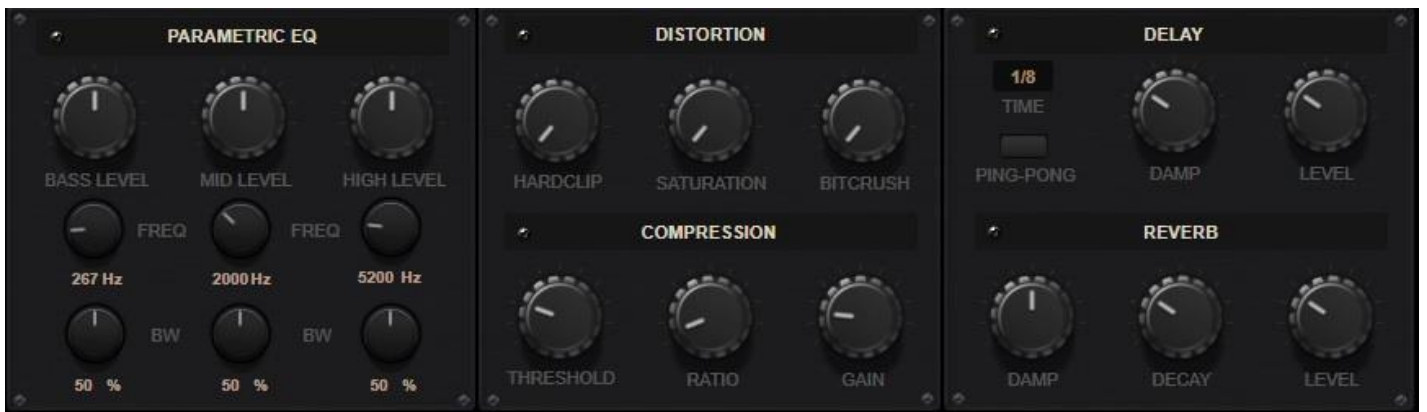 PARAMETRIC EQ
BASS LEVEL MID LEVEL HIGH LEVEL
FREQ FREQ
267 Hz 2000 Hz 5200 Hz
BW BW
50 % 50 % 50 %
DISTORTION
HARDCLIP SATURATION BITCRUSH
COMPRESSION
THRESHOLD RATIO GAIN
DELAY
1/8
TIME
PING-PONG DAMP LEVEL
REVERB
DAMP DECAY LEVEL